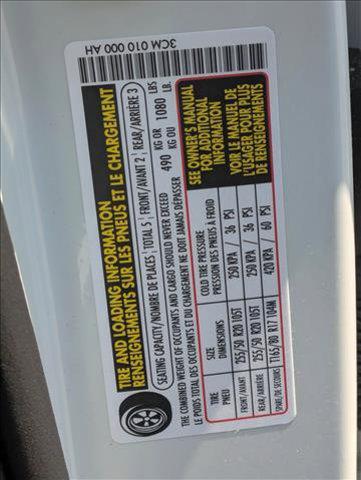 3CM 010 000 AH
TIRE AND LOADING INFORMATION
RENSEIGNEMENTS SUR LES PNEUS ET LE CHARGEMENT
SEATING CAPACITY/NOMBRE DE PLACES TOTAL 5 FRONT/AVANT 2 REAR/ARRIÈRE 3
THE COMBINED WEIGHT OF OCCUPANTS AND CARGO SHOULD NEVER EXCEED 490 KG OR 1080 LBS
LE POIDS TOTAL DES OCCUPANTS ET DU CHARGEMENT NE DOIT JAMAIS DÉPASSER 490 KG OU 1080 LB.
TIRE SIZE COLD TIRE PRESSURE
PNEU DIMENSIONS PRESSION DES PNEUS À FROID
FRONT/AVANT 255/50 R20 105T 250 KPA / 36 PSI
REAR/ARRIÈRE 255/50 R20 105T 250 KPA / 36 PSI
SPARE/DE SECOURS T165/80 R17 104M 420 KPA 60 PSI
SEE OWNER'S MANUAL
FOR ADDITIONAL
INFORMATION
VOIR LE MANUEL DE
L'USAGER POUR PLUS
DE RENSEIGNEMENTS